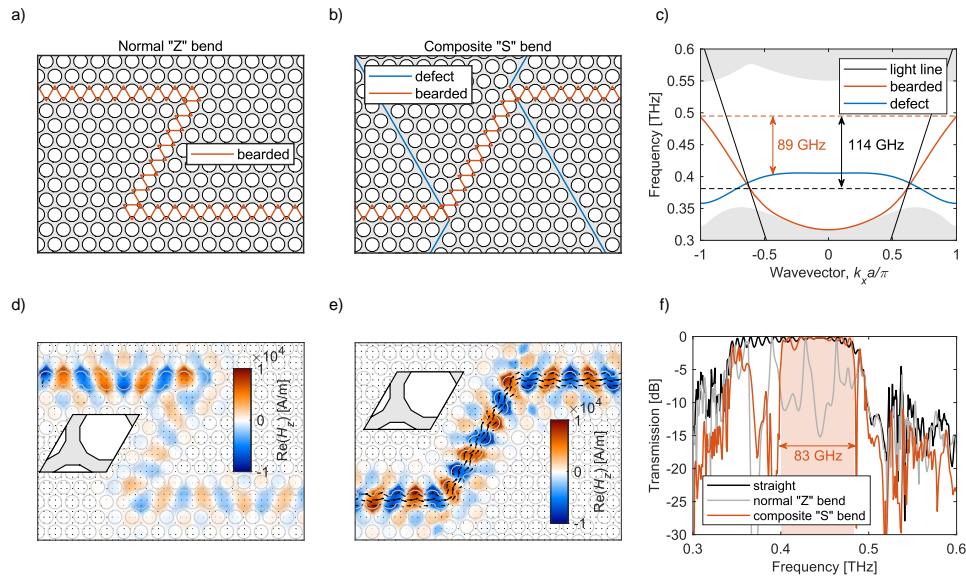 a)
Normal "Z" bend
bearded
b)
Composite "S" bend
defect
bearded
c)
0.6
0.55
0.5
0.45
0.4
0.35
0.3
Frequency [THz]
light line
bearded
defect
89 GHz
114 GHz
-1
-0.5
0
0.5
1
Wavevector, kₓa/π
d)
×10⁴
1
0
-1
Re(H_z) [A/m]
e)
×10⁴
1
0
-1
Re(H_z) [A/m]
f)
0
-5
-10
-15
-20
-25
-30
Transmission [dB]
83 GHz
straight
normal "Z" bend
composite "S" bend
0.3
0.4
0.5
0.6
Frequency [THz]